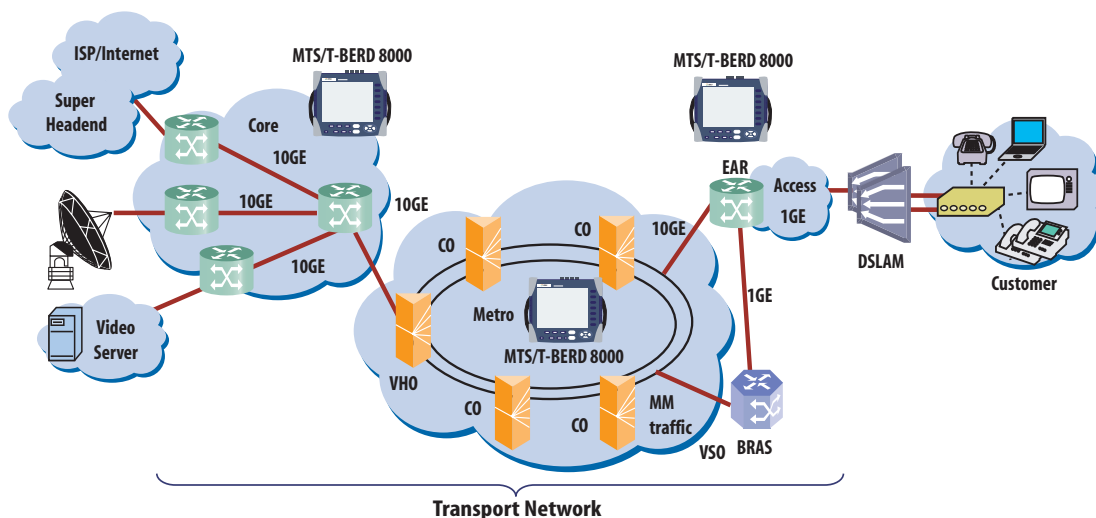 ISP/Internet
Super
Headend
MTS/T-BERD 8000
Core
10GE
10GE
10GE
10GE
Video
Server
MTS/T-BERD 8000
EAR
Access
1GE
DSLAM
Customer
CO
CO
10GE
1GE
Metro
MTS/T-BERD 8000
VHO
CO
CO
MM
traffic
VSO
BRAS
Transport Network